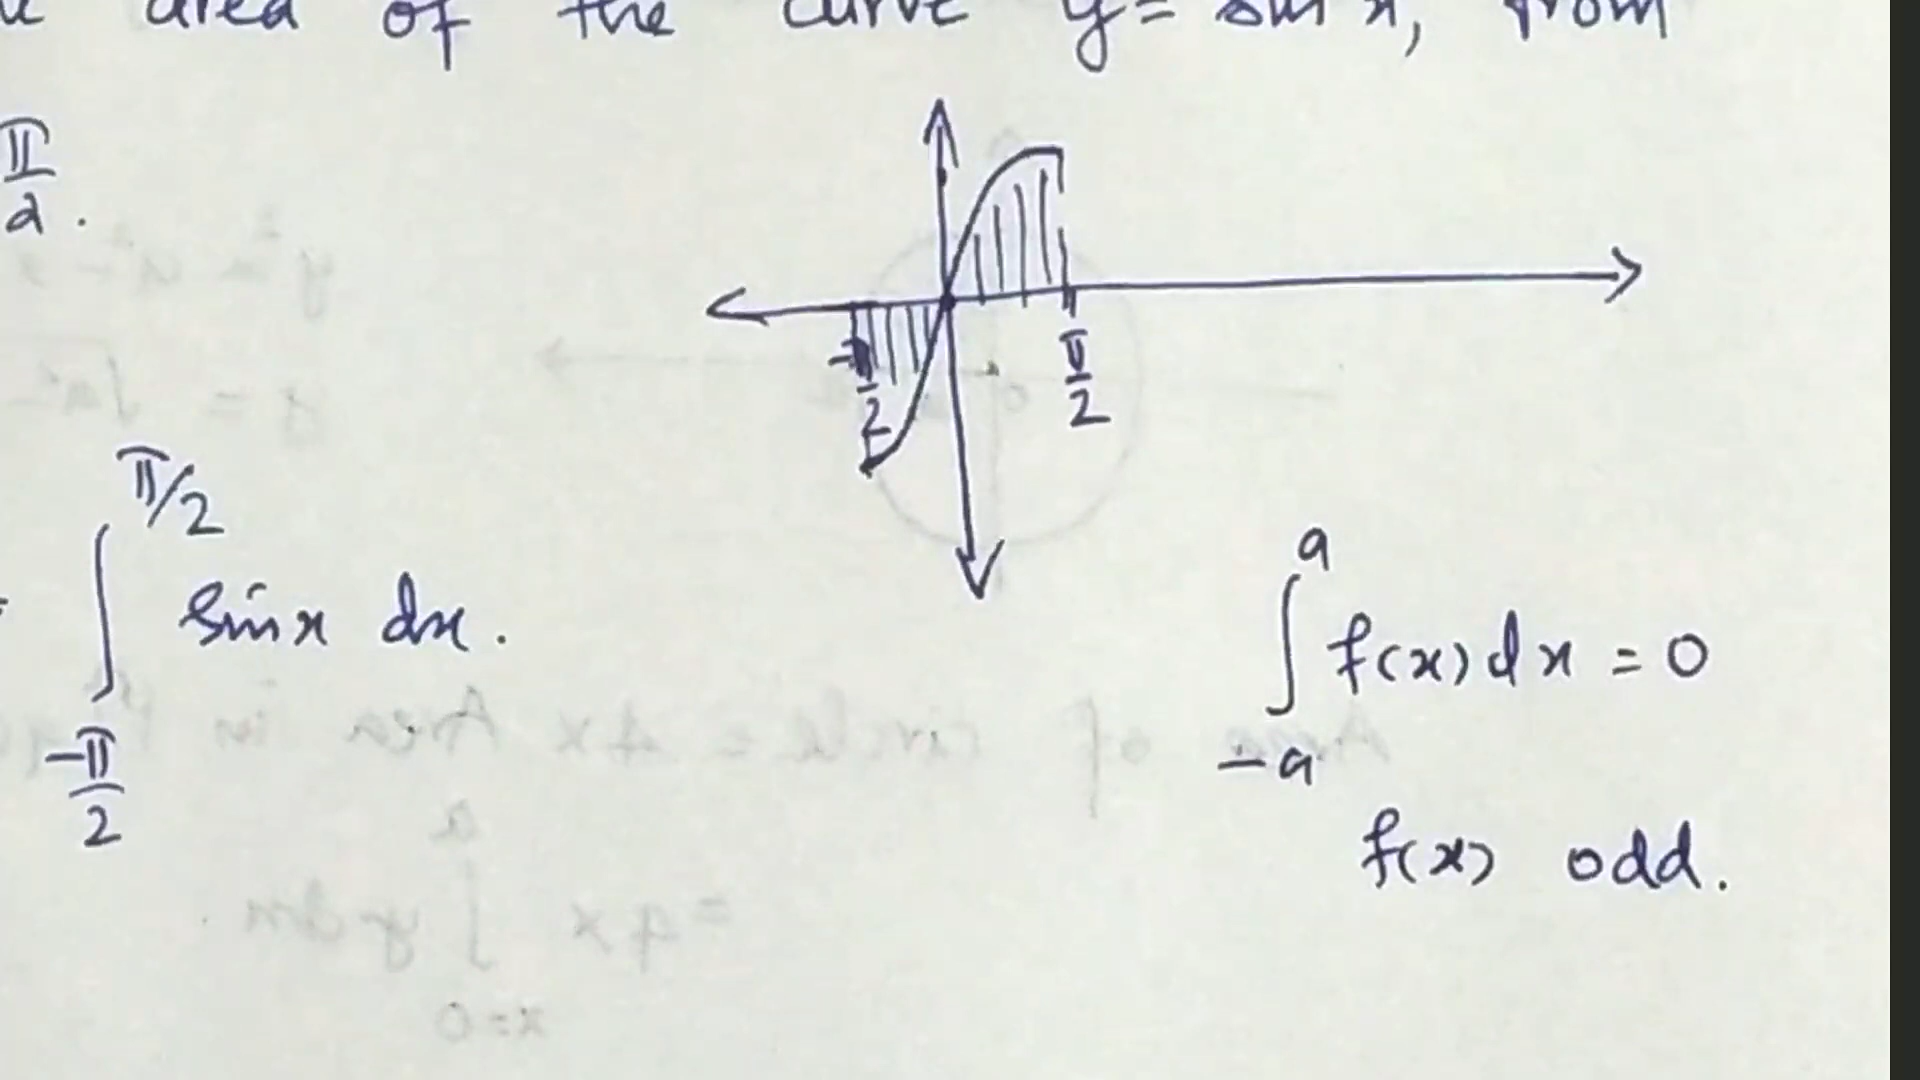 area of the curve y = sin x, from
π/2.
-π/2 π/2
∫_{-π/2}^{π/2} sin x dx.
∫_{-a}^{a} f(x) dx = 0
f(x) odd.